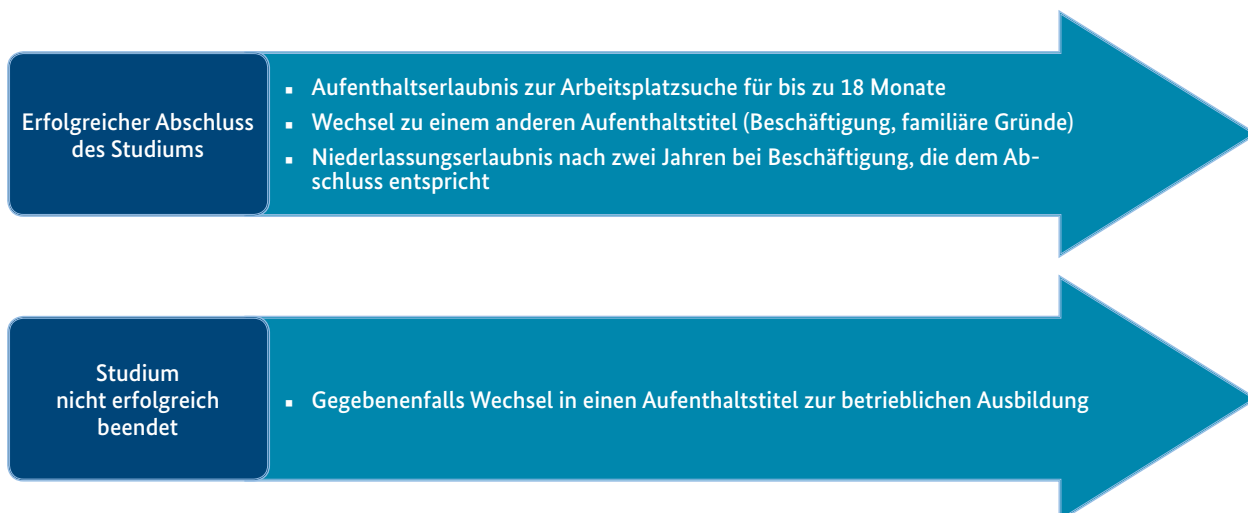 Erfolgreicher Abschluss
des Studiums
▪ Aufenthaltserlaubnis zur Arbeitsplatzsuche für bis zu 18 Monate
▪ Wechsel zu einem anderen Aufenthaltstitel (Beschäftigung, familiäre Gründe)
▪ Niederlassungserlaubnis nach zwei Jahren bei Beschäftigung, die dem Ab-
schluss entspricht
Studium
nicht erfolgreich
beendet
▪ Gegebenenfalls Wechsel in einen Aufenthaltstitel zur betrieblichen Ausbildung